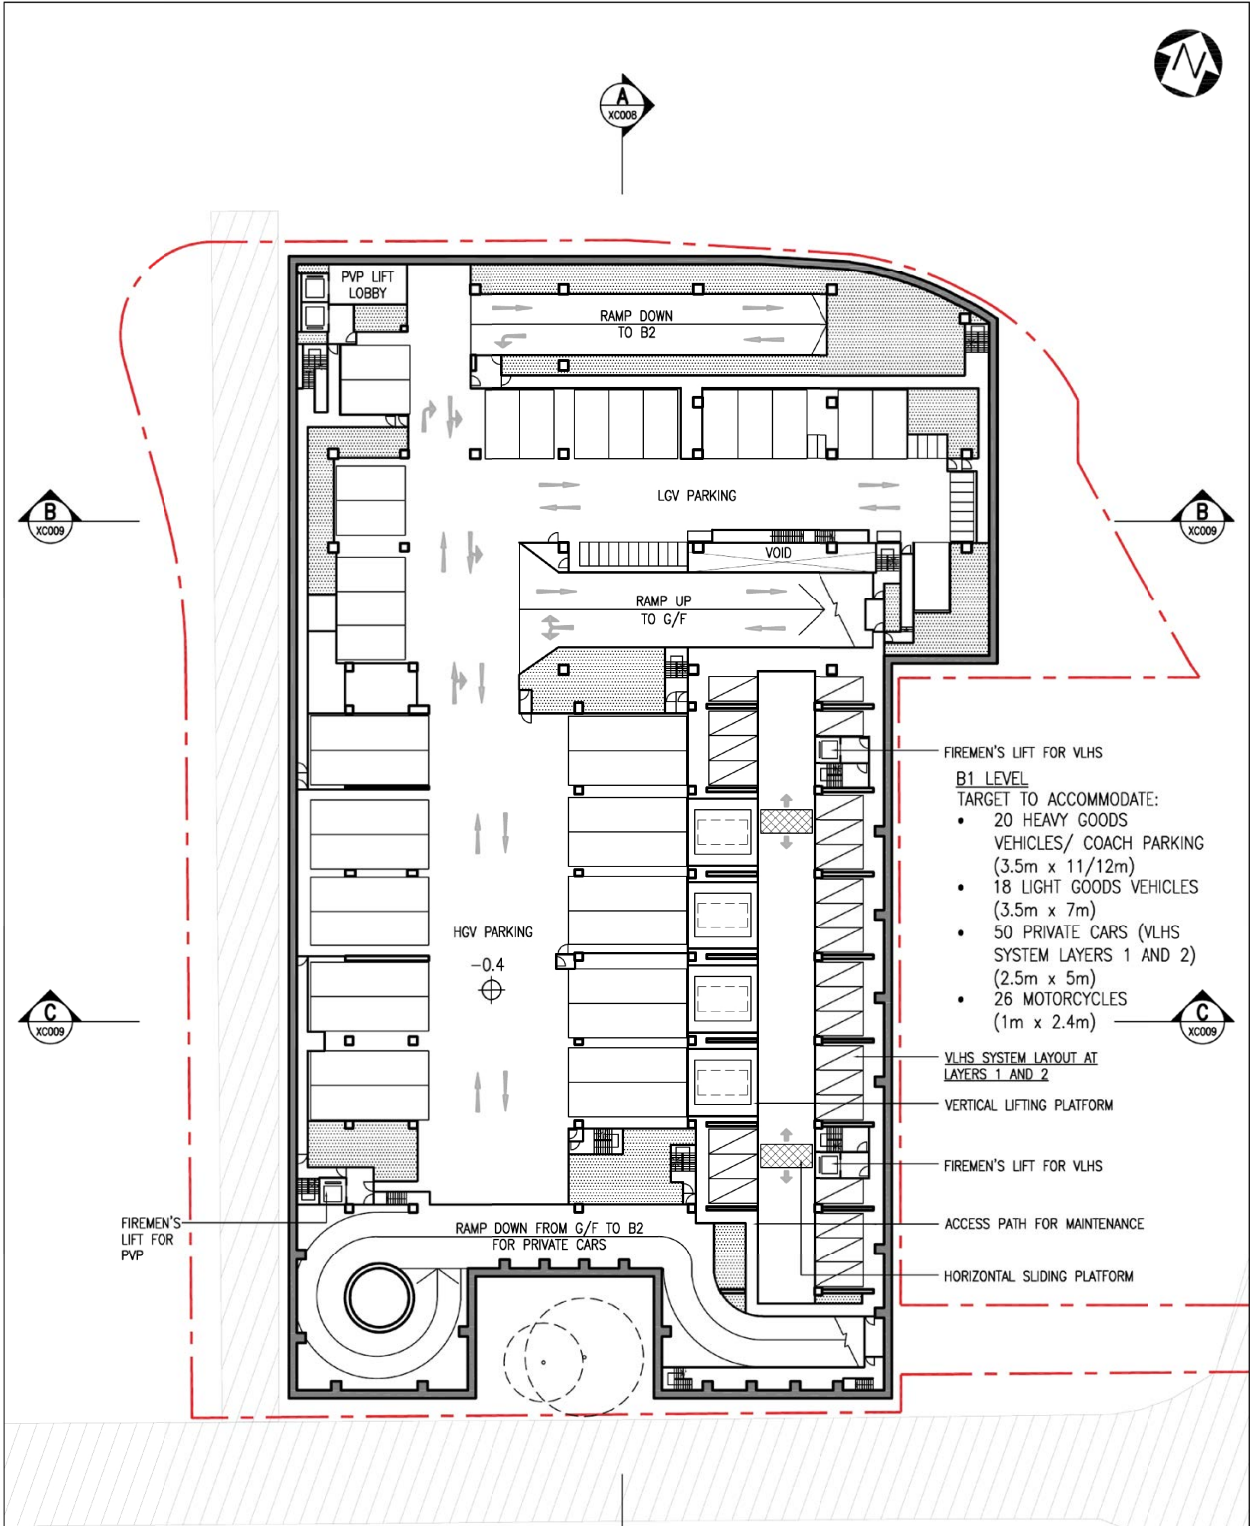 N
A
XC008
PVP LIFT
LOBBY
RAMP DOWN
TO B2
LGV PARKING
B
XC009
B
XC009
VOID
RAMP UP
TO G/F
FIREMEN'S LIFT FOR VLHS
B1 LEVEL
TARGET TO ACCOMMODATE:
• 20 HEAVY GOODS
VEHICLES/ COACH PARKING
(3.5m x 11/12m)
• 18 LIGHT GOODS VEHICLES
(3.5m x 7m)
• 50 PRIVATE CARS (VLHS
SYSTEM LAYERS 1 AND 2)
(2.5m x 5m)
• 26 MOTORCYCLES
(1m x 2.4m)
HGV PARKING
-0.4
C
XC009
C
XC009
VLHS SYSTEM LAYOUT AT
LAYERS 1 AND 2
VERTICAL LIFTING PLATFORM
FIREMEN'S LIFT FOR VLHS
FIREMEN'S
LIFT FOR
PVP
RAMP DOWN FROM G/F TO B2
FOR PRIVATE CARS
ACCESS PATH FOR MAINTENANCE
HORIZONTAL SLIDING PLATFORM